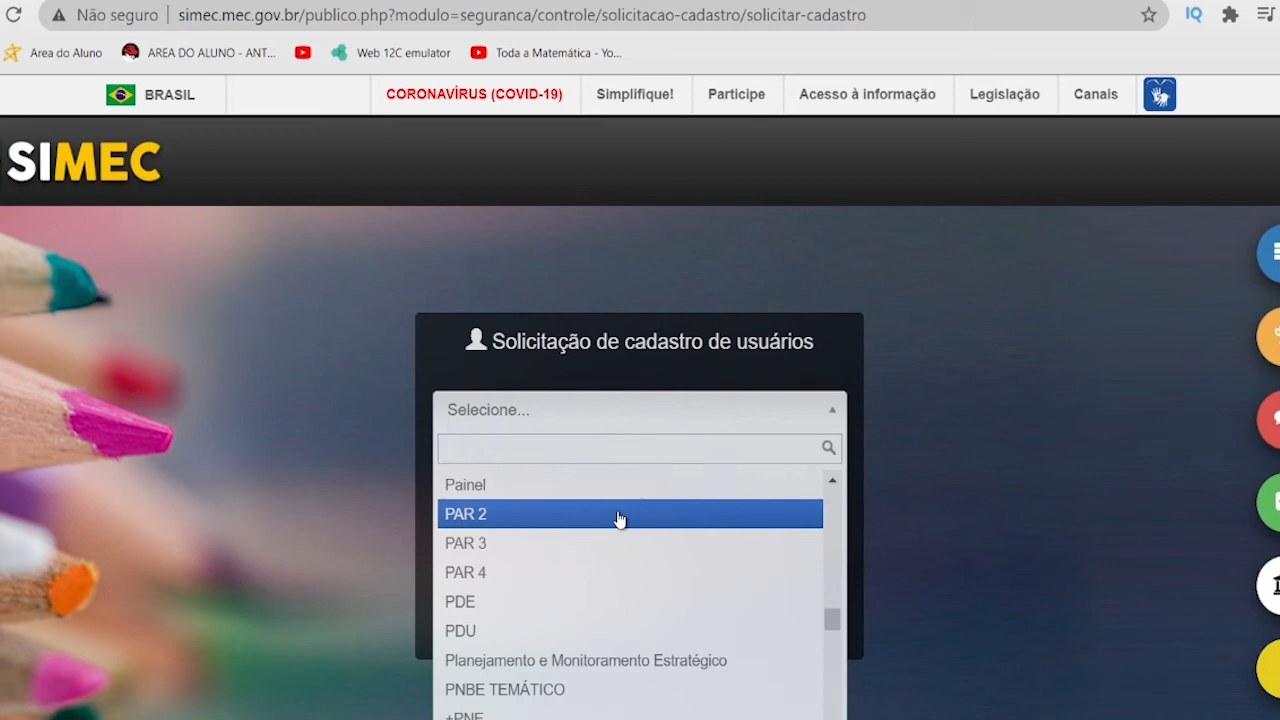 Não seguro
simec.mec.gov.br/publico.php?modulo=seguranca/controle/solicitacao-cadastro/solicitar-cadastro
IQ
Area do Aluno
AREA DO ALUNO - ANT...
Web 12C emulator
Toda a Matemática - Yo...
BRASIL
CORONAVÍRUS (COVID-19)
Simplifique!
Participe
Acesso à informação
Legislação
Canais
SIMEC
Solicitação de cadastro de usuários
Selecione...
Painel
PAR 2
PAR 3
PAR 4
PDE
PDU
Planejamento e Monitoramento Estratégico
PNBE TEMÁTICO
+PNE